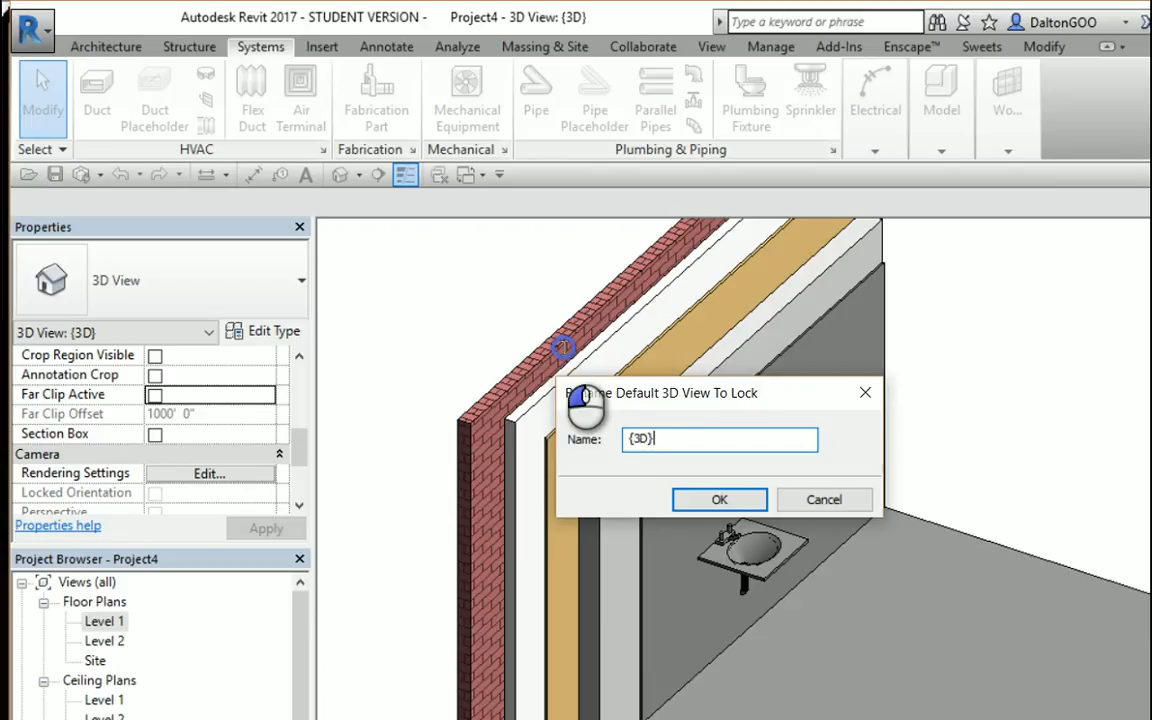 Autodesk Revit 2017 - STUDENT VERSION - Project4 - 3D View: {3D}
Type a keyword or phrase
DaltonGOO
Architecture Structure Systems Insert Annotate Analyze Massing & Site Collaborate View Manage Add-Ins Enscape™ Sweets Modify
Modify
Duct
Duct
Placeholder
Flex
Duct
Air
Terminal
Fabrication
Part
Mechanical
Equipment
Pipe
Pipe
Placeholder
Parallel
Pipes
Plumbing
Fixture
Sprinkler
Electrical
Model
Wo...
Select HVAC Fabrication Mechanical Plumbing & Piping
Properties
3D View
3D View: {3D} Edit Type
Crop Region Visible
Annotation Crop
Far Clip Active
Far Clip Offset 1000' 0"
Section Box
Camera
Rendering Settings Edit...
Locked Orientation
Perspective
Properties help Apply
Project Browser - Project4
Views (all)
Floor Plans
Level 1
Level 2
Site
Ceiling Plans
Level 1
Level 2
Default 3D View To Lock
Name: {3D}
OK Cancel